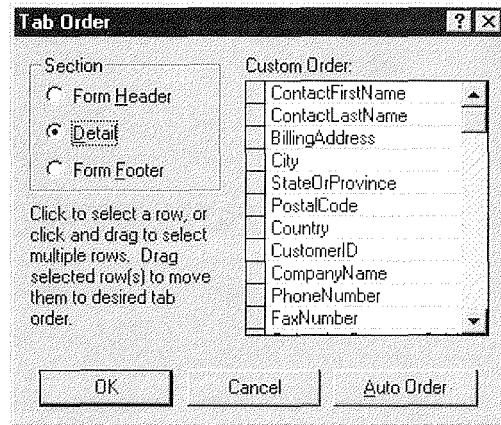 Tab Order
Section
Form Header
Detail
Form Footer
Click to select a row, or
click and drag to select
multiple rows. Drag
selected row(s) to move
them to desired tab
order.
Custom Order:
ContactFirstName
ContactLastName
BillingAddress
City
StateOrProvince
PostalCode
Country
CustomerID
CompanyName
PhoneNumber
FaxNumber
OK
Cancel
Auto Order